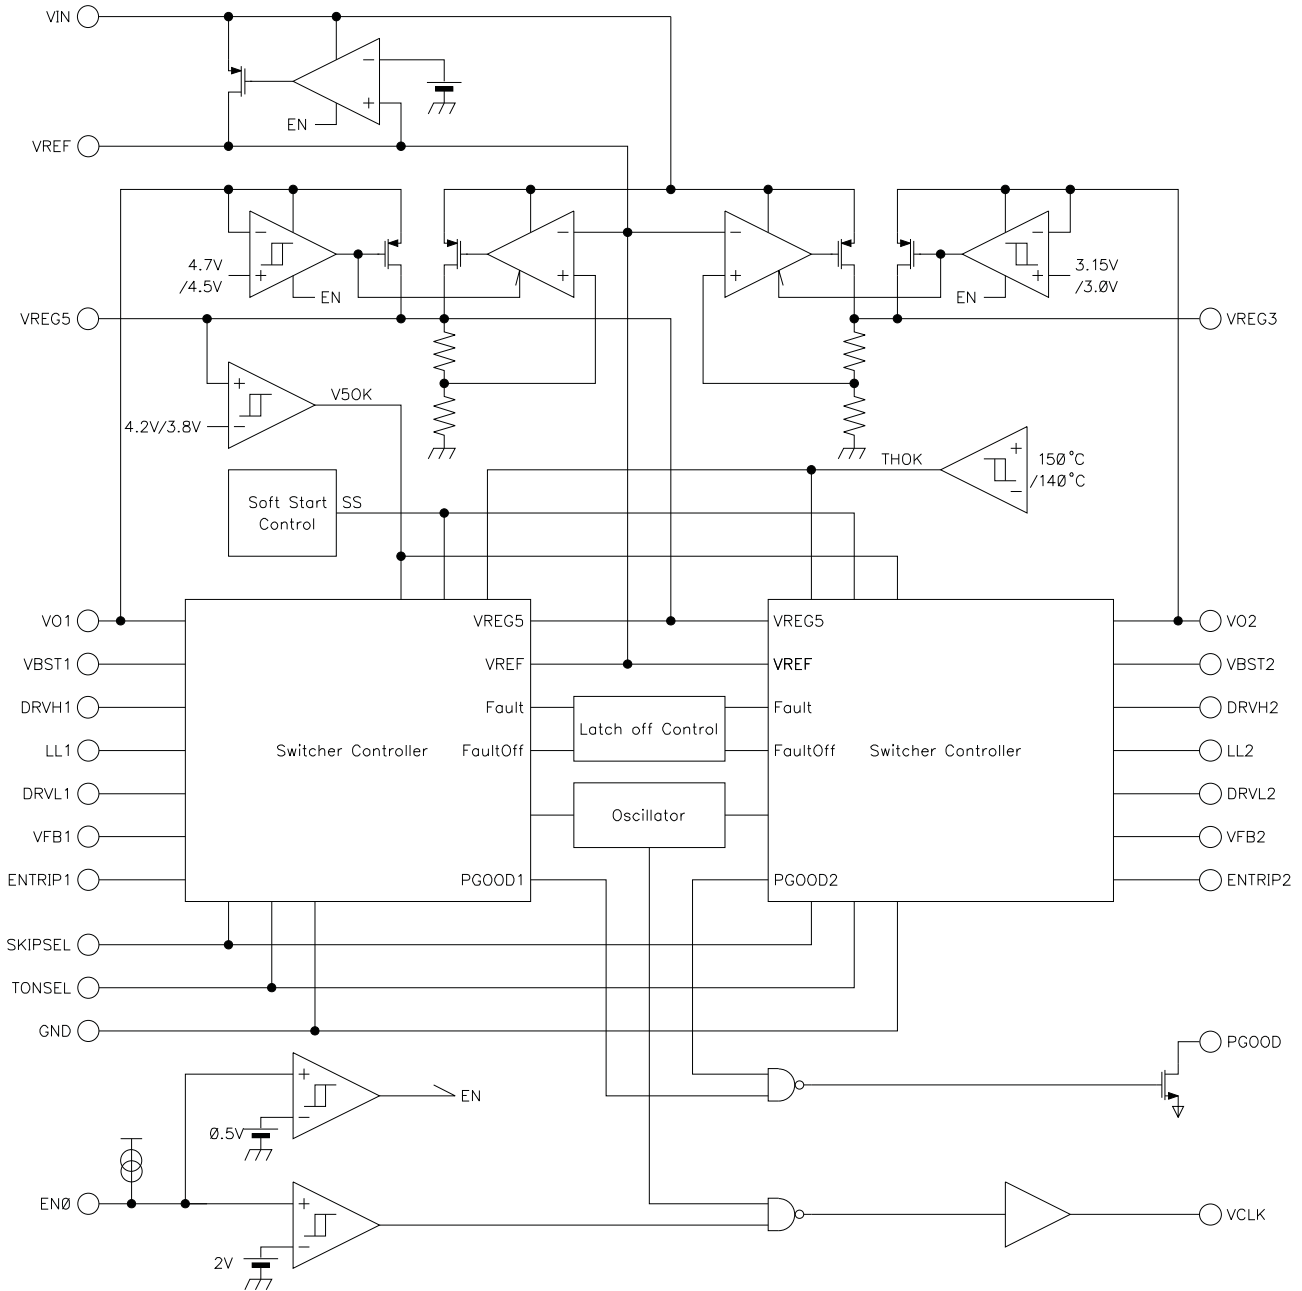 VIN
−
+
EN
VREF
−
+
4.7V
/4.5V
EN
−
+
−
+
−
+
3.15V
/3.0V
EN
VREG5
VREG3
+
−
V5OK
4.2V/3.8V
THOK
+
−
150°C
/140°C
Soft Start
Control
SS
VO1
VBST1
DRVH1
LL1
DRVL1
VFB1
ENTRIP1
Switcher Controller
VREG5
VREF
Fault
FaultOff
PGOOD1
Latch off Control
Oscillator
VREG5
VREF
Fault
FaultOff
PGOOD2
Switcher Controller
VO2
VBST2
DRVH2
LL2
DRVL2
VFB2
ENTRIP2
SKIPSEL
TONSEL
GND
PGOOD
+
−
EN
0.5V
EN0
+
−
2V
VCLK